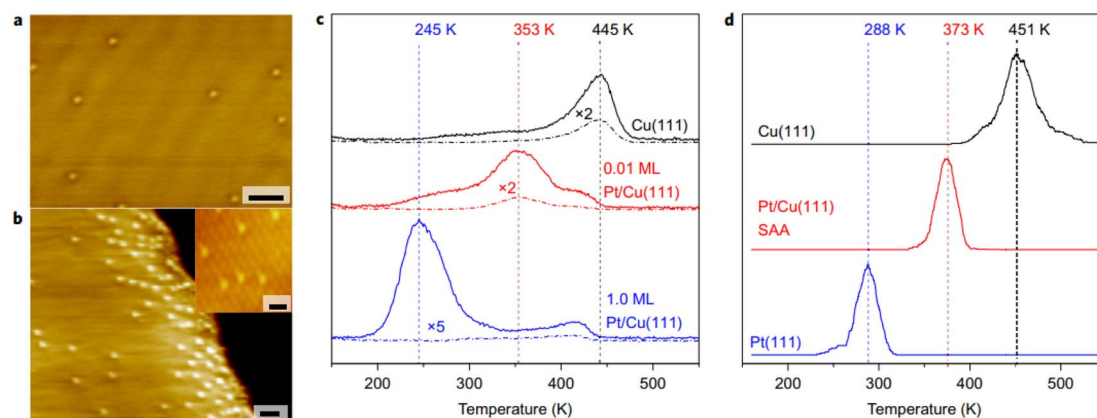 a
b
c
245 K 353 K 445 K
×2
Cu(111)
0.01 ML
×2
Pt/Cu(111)
1.0 ML
×5
Pt/Cu(111)
200 300 400 500
Temperature (K)
d
288 K 373 K 451 K
Cu(111)
Pt/Cu(111)
SAA
Pt(111)
200 300 400 500
Temperature (K)